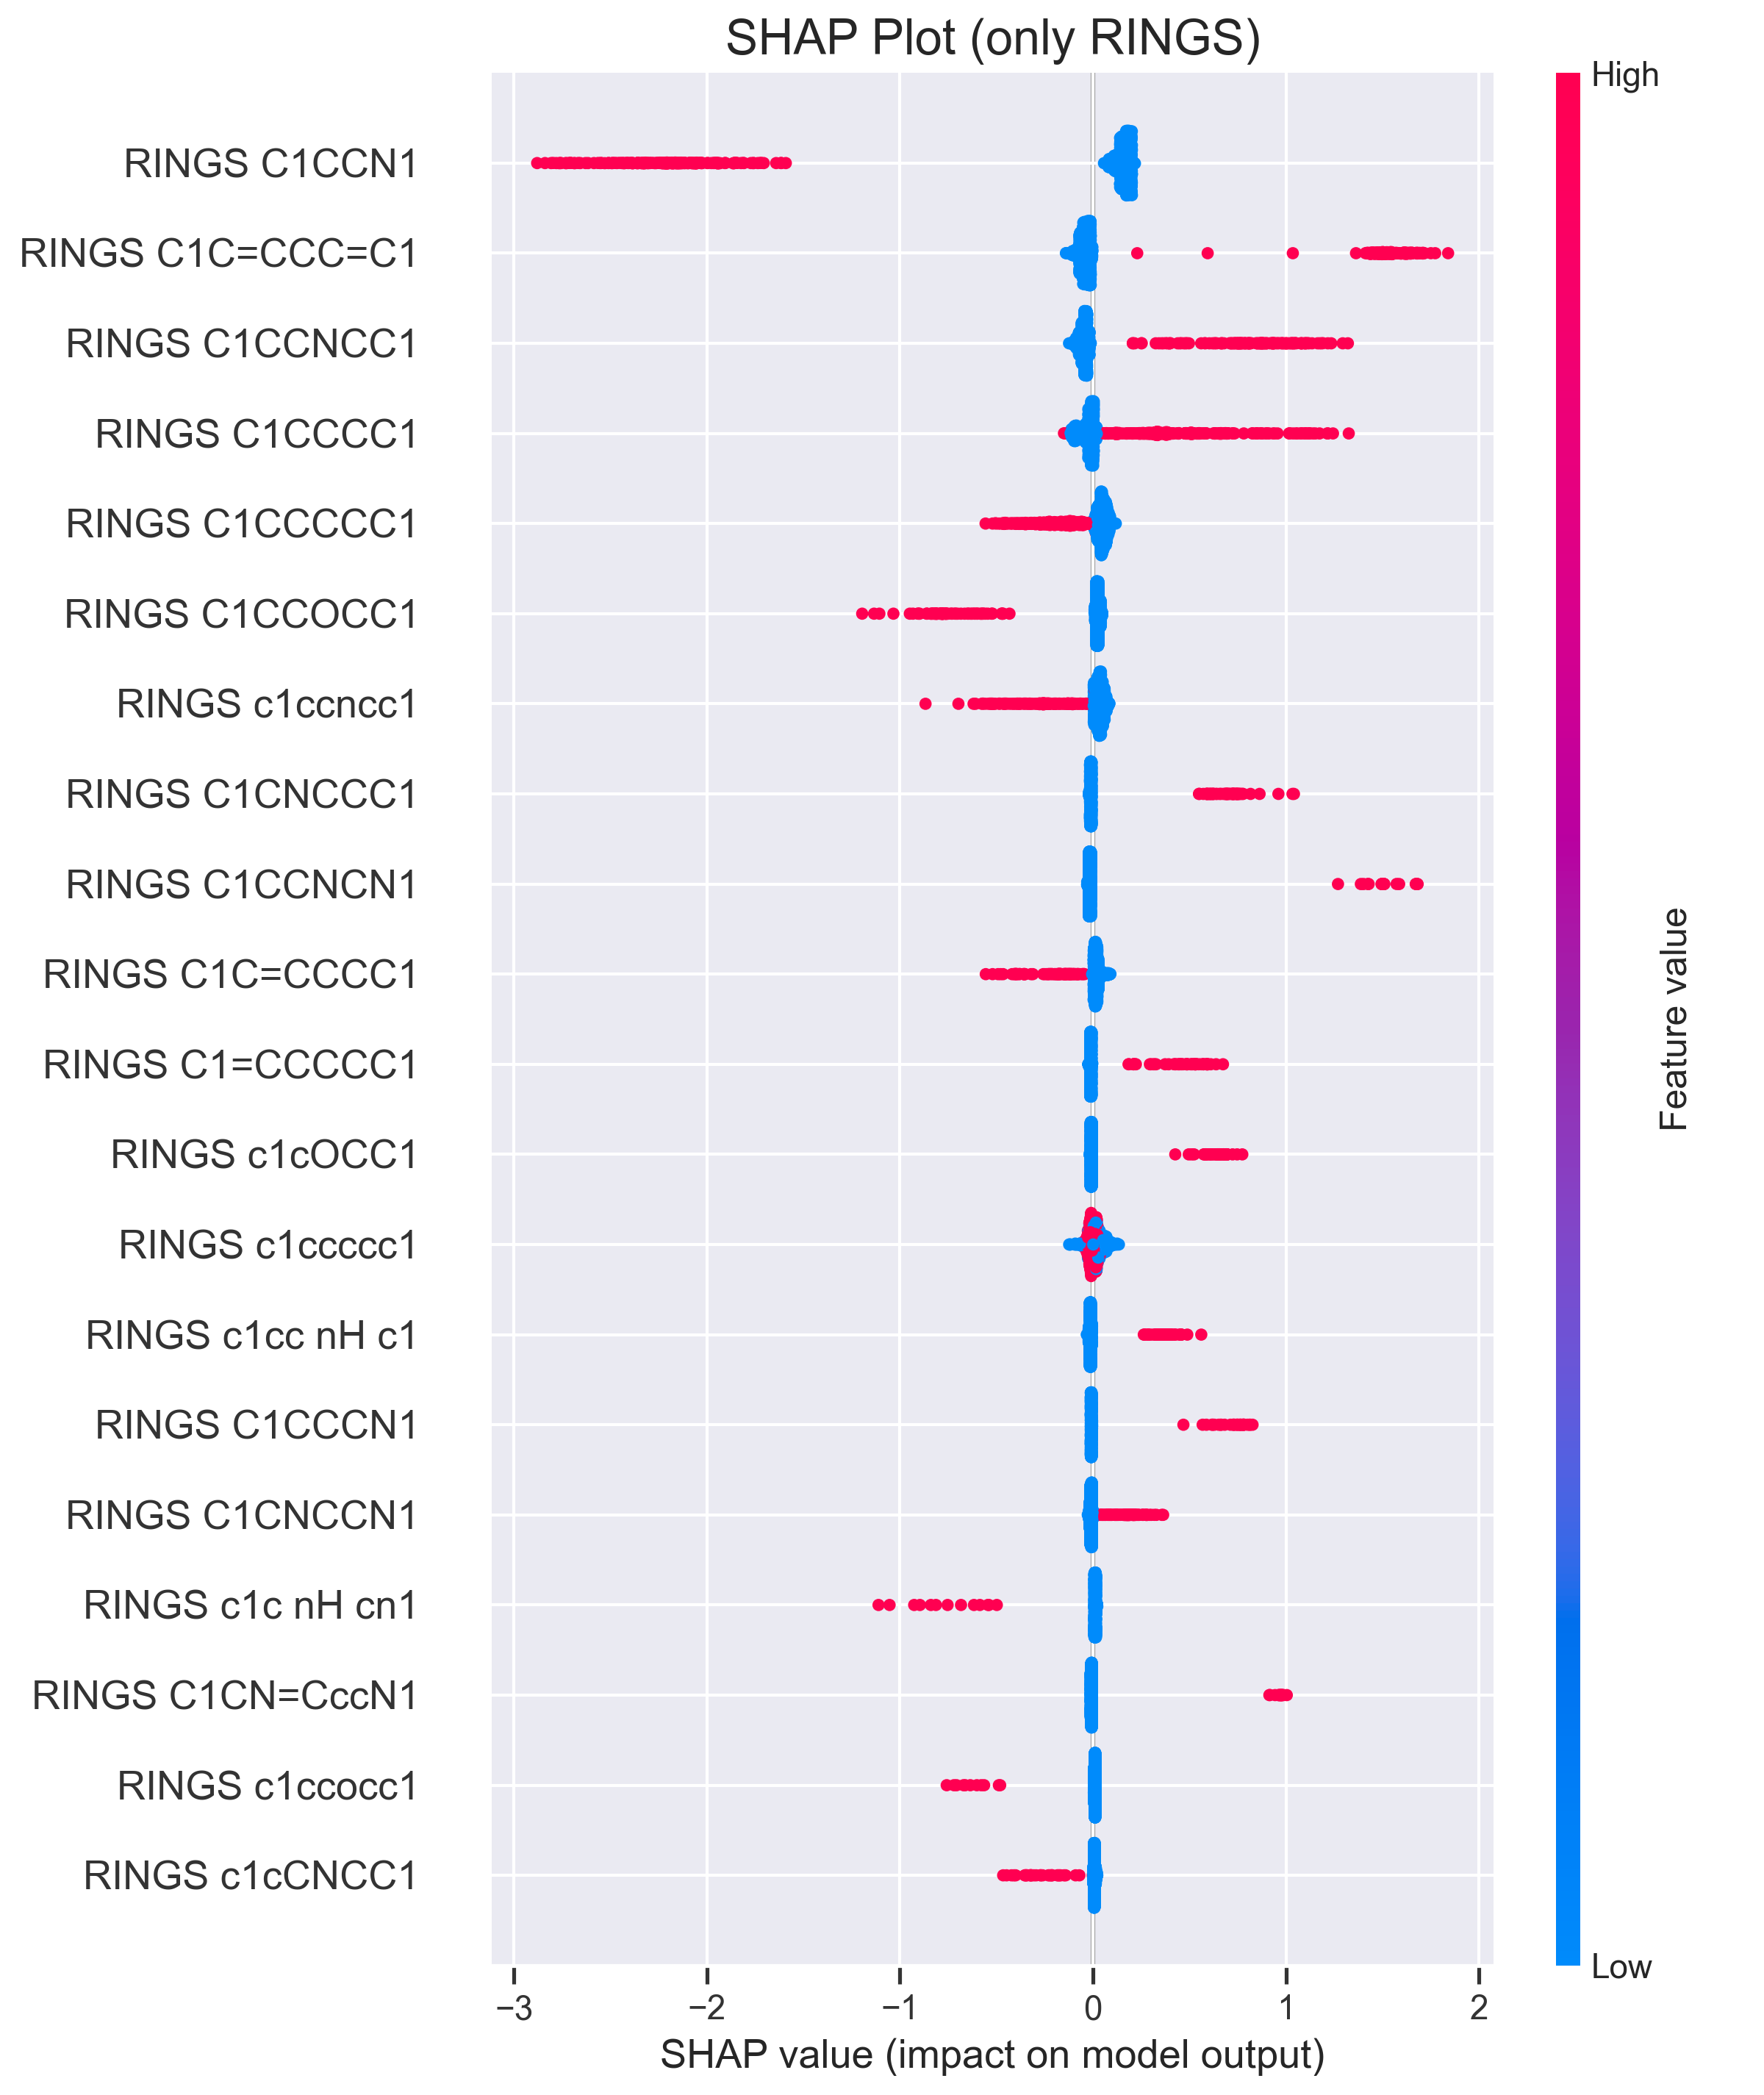 SHAP Plot (only RINGS)
High
RINGS C1CCN1
RINGS C1C=CCC=C1
RINGS C1CCNCC1
RINGS C1CCCC1
RINGS C1CCCCC1
RINGS C1CCOCC1
RINGS c1ccncc1
RINGS C1CNCCC1
RINGS C1CCNCN1
RINGS C1C=CCCC1
RINGS C1=CCCCC1
RINGS c1cOCC1
RINGS c1ccccc1
RINGS c1cc nH c1
RINGS C1CCCN1
RINGS C1CNCCN1
RINGS c1c nH cn1
RINGS C1CN=CccN1
RINGS c1ccocc1
RINGS c1cCNCC1
Feature value
Low
−3 −2 −1 0 1 2
SHAP value (impact on model output)